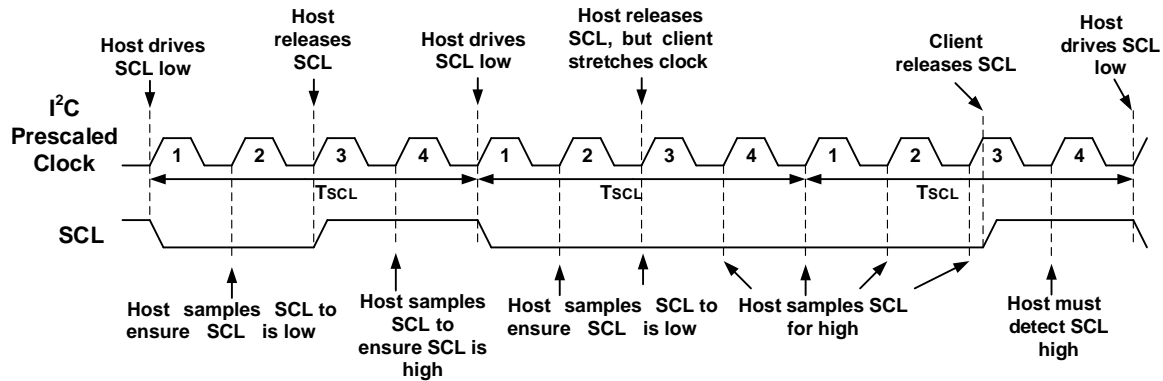 Host drives
SCL low
Host
releases
SCL
Host drives
SCL low
Host releases
SCL, but client
stretches clock
Client
releases SCL
Host
drives SCL
low
I²C
Prescaled
Clock
1 2 3 4 1 2 3 4 1 2 3 4
TSCL TSCL TSCL
SCL
Host samples SCL to
ensure SCL is low
Host samples
SCL to
ensure SCL is
high
Host samples SCL to
ensure SCL is low
Host samples SCL
for high
Host must
detect SCL
high